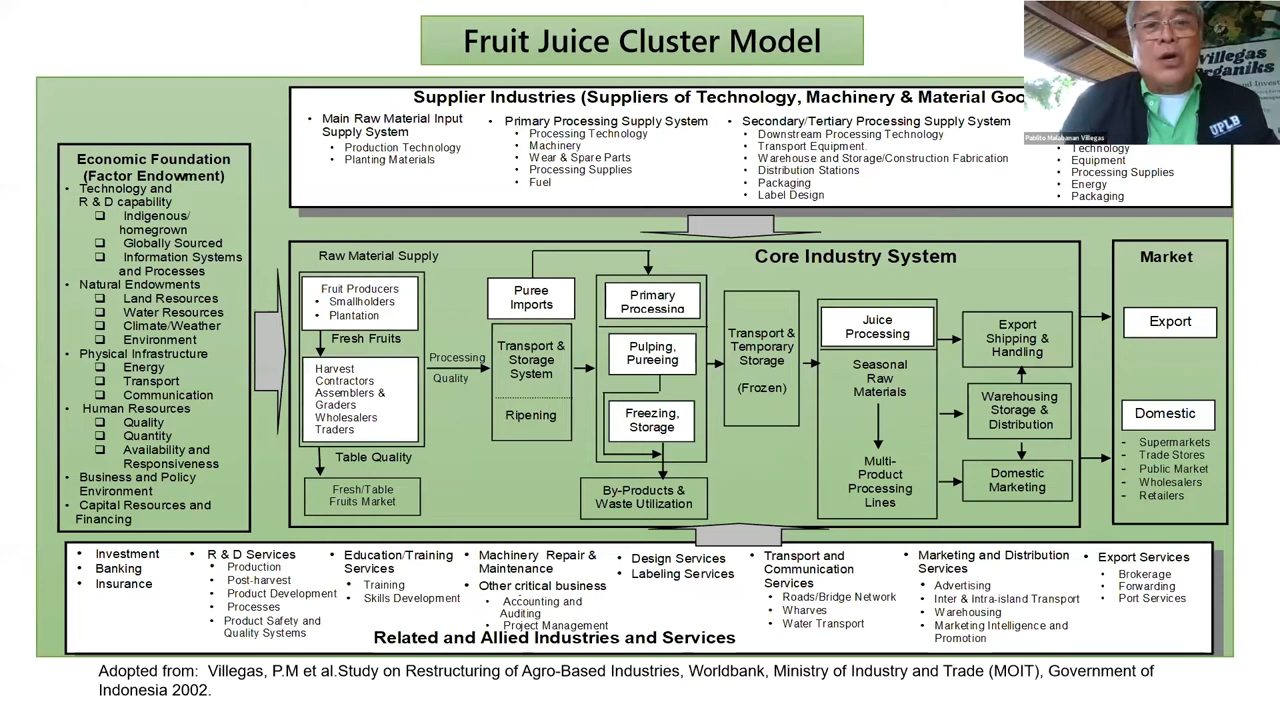 Fruit Juice Cluster Model
Villegas
Organiks
UPLB
Pablito Malabanan Villegas
Supplier Industries (Suppliers of Technology, Machinery & Material Goo
• Main Raw Material Input
Supply System
• Production Technology
• Planting Materials
• Primary Processing Supply System
• Processing Technology
• Machinery
• Wear & Spare Parts
• Processing Supplies
• Fuel
• Secondary/Tertiary Processing Supply System
• Downstream Processing Technology
• Transport Equipment.
• Warehouse and Storage/Construction Fabrication
• Distribution Stations
• Packaging
• Label Design
• Technology
• Equipment
• Processing Supplies
• Energy
• Packaging
Economic Foundation
(Factor Endowment)
• Technology and
R & D capability
❑ Indigenous/
homegrown
❑ Globally Sourced
❑ Information Systems
and Processes
• Natural Endowments
❑ Land Resources
❑ Water Resources
❑ Climate/Weather
❑ Environment
• Physical Infrastructure
❑ Energy
❑ Transport
❑ Communication
• Human Resources
❑ Quality
❑ Quantity
❑ Availability and
Responsiveness
• Business and Policy
Environment
• Capital Resources and
Financing
Core Industry System
Raw Material Supply
Fruit Producers
• Smallholders
• Plantation
Fresh Fruits
Harvest
Contractors
Assemblers &
Graders
Wholesalers
Traders
Table Quality
Fresh/Table
Fruits Market
Processing
Quality
Puree
Imports
Transport &
Storage
System
Ripening
Primary
Processing
Pulping,
Pureeing
Freezing,
Storage
By-Products &
Waste Utilization
Transport &
Temporary
Storage
(Frozen)
Juice
Processing
Seasonal
Raw
Materials
Multi-
Product
Processing
Lines
Export
Shipping &
Handling
Warehousing
Storage &
Distribution
Domestic
Marketing
Market
Export
Domestic
- Supermarkets
- Trade Stores
- Public Market
- Wholesalers
- Retailers
• Investment
• Banking
• Insurance
• R & D Services
• Production
• Post-harvest
• Product Development
• Processes
• Product Safety and
Quality Systems
• Education/Training
Services
• Training
• Skills Development
• Machinery Repair &
Maintenance
• Other critical business
• Accounting and
Auditing
• Project Management
• Design Services
• Labeling Services
• Transport and
Communication
Services
• Roads/Bridge Network
• Wharves
• Water Transport
• Marketing and Distribution
Services
• Advertising
• Inter & Intra-island Transport
• Warehousing
• Marketing Intelligence and
Promotion
• Export Services
• Brokerage
• Forwarding
• Port Services
Related and Allied Industries and Services
Adopted from: Villegas, P.M et al.Study on Restructuring of Agro-Based Industries, Worldbank, Ministry of Industry and Trade (MOIT), Government of
Indonesia 2002.